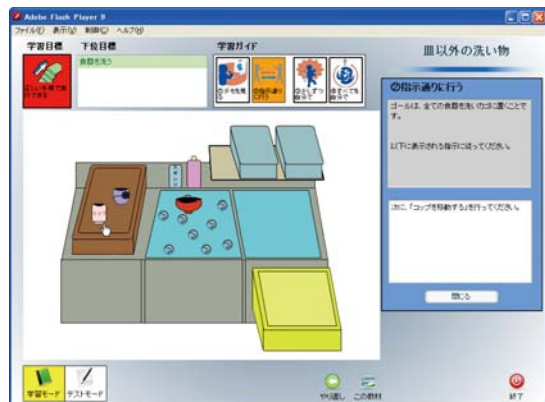 Adobe Flash Player 9
ファイル(F) 表示(V) 制御(C) ヘルプ(H)
学習目標 下位目標 学習ガイド
皿以外の洗い物
食器を洗う
②指示通りに行う
ゴールは、全ての食器を洗いカゴに置くことです。
以下に表示される指示に従ってください。
次に、「コップを移動する」を行ってください。
閉じる
学習モード テストモード
やり直し この教材
終了